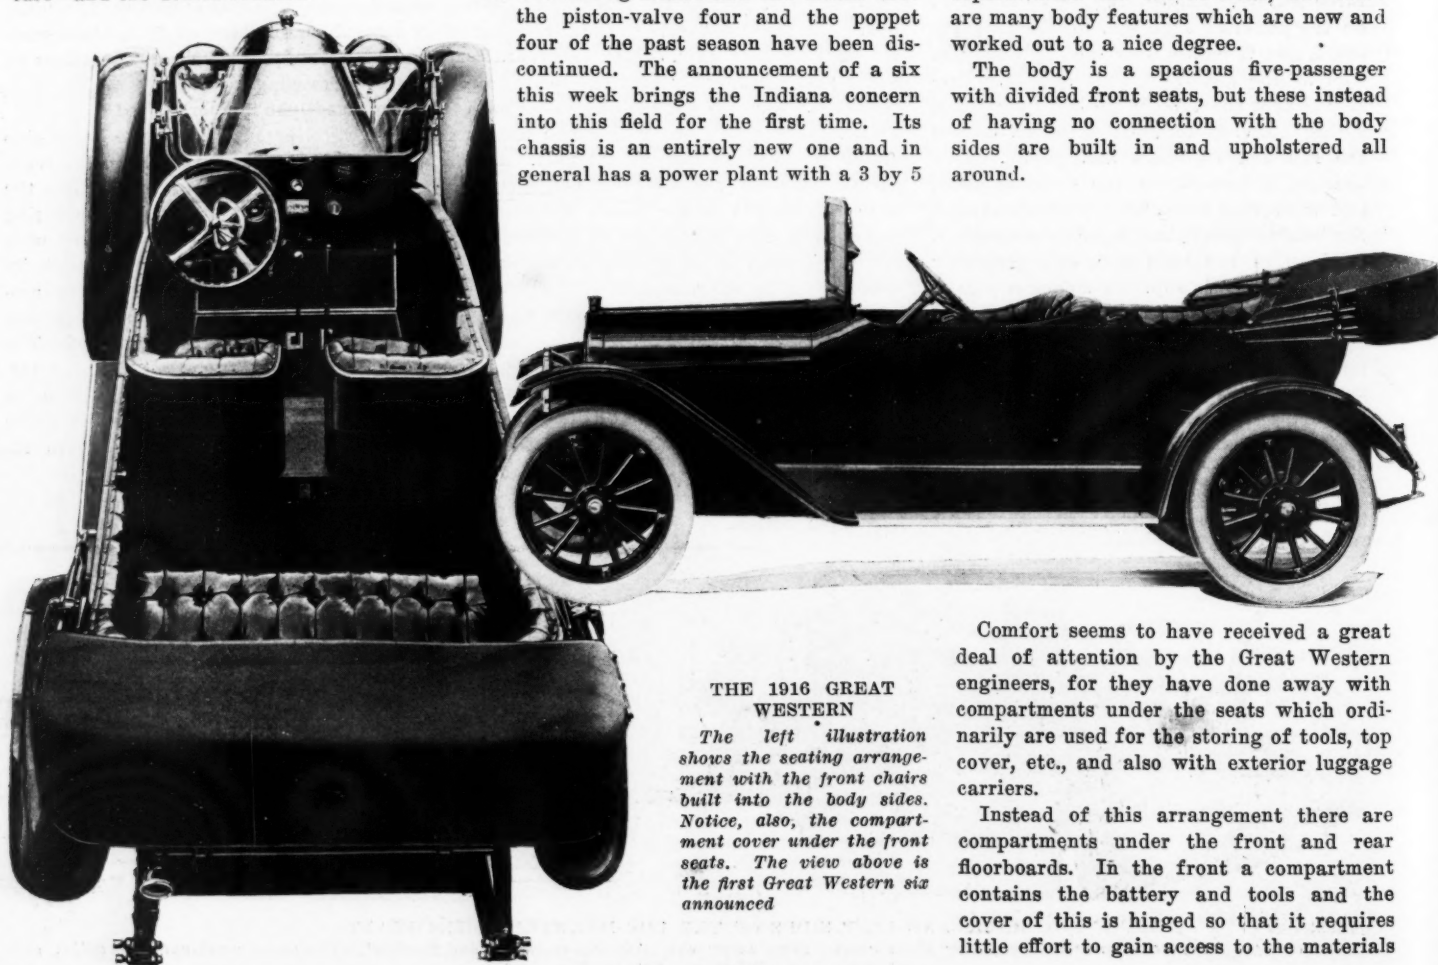 the piston-valve four and the poppet
four of the past season have been dis-
continued. The announcement of a six
this week brings the Indiana concern
into this field for the first time. Its
chassis is an entirely new one and in
general has a power plant with a 3 by 5
are many body features which are new and
worked out to a nice degree.
The body is a spacious five-passenger
with divided front seats, but these instead
of having no connection with the body
sides are built in and upholstered all
around.
THE 1916 GREAT
WESTERN
The left illustration
shows the seating arrange-
ment with the front chairs
built into the body sides.
Notice, also, the compart-
ment cover under the front
seats. The view above is
the first Great Western six
announced
Comfort seems to have received a great
deal of attention by the Great Western
engineers, for they have done away with
compartments under the seats which ordi-
narily are used for the storing of tools, top
cover, etc., and also with exterior luggage
carriers.
Instead of this arrangement there are
compartments under the front and rear
floorboards. In the front a compartment
contains the battery and tools and the
cover of this is hinged so that it requires
little effort to gain access to the materials